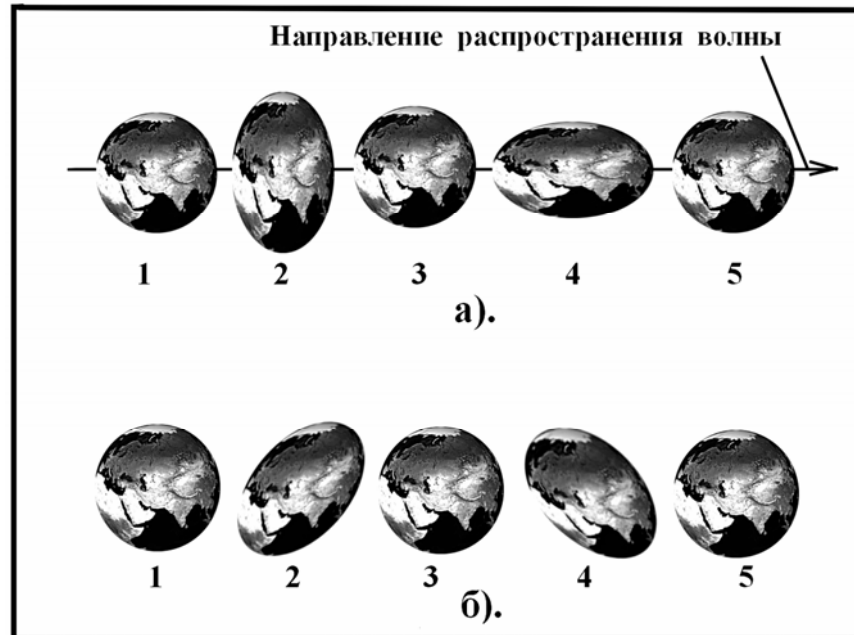 Направление распространения волны
1 2 3 4 5
а).
1 2 3 4 5
б).